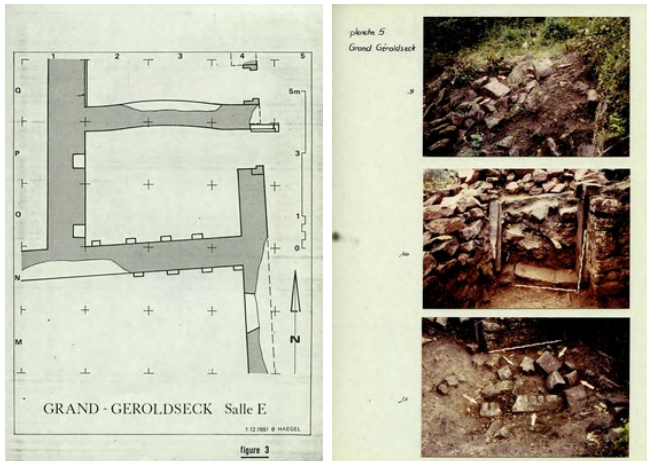 1
2
3
4
5
Q
P
O
N
M
5m
3
1
0
N
GRAND - GEROLDSECK Salle E
1.12.1981 B HAEGEL
figure 3
planche 5
Grand Géroldseck
9
10